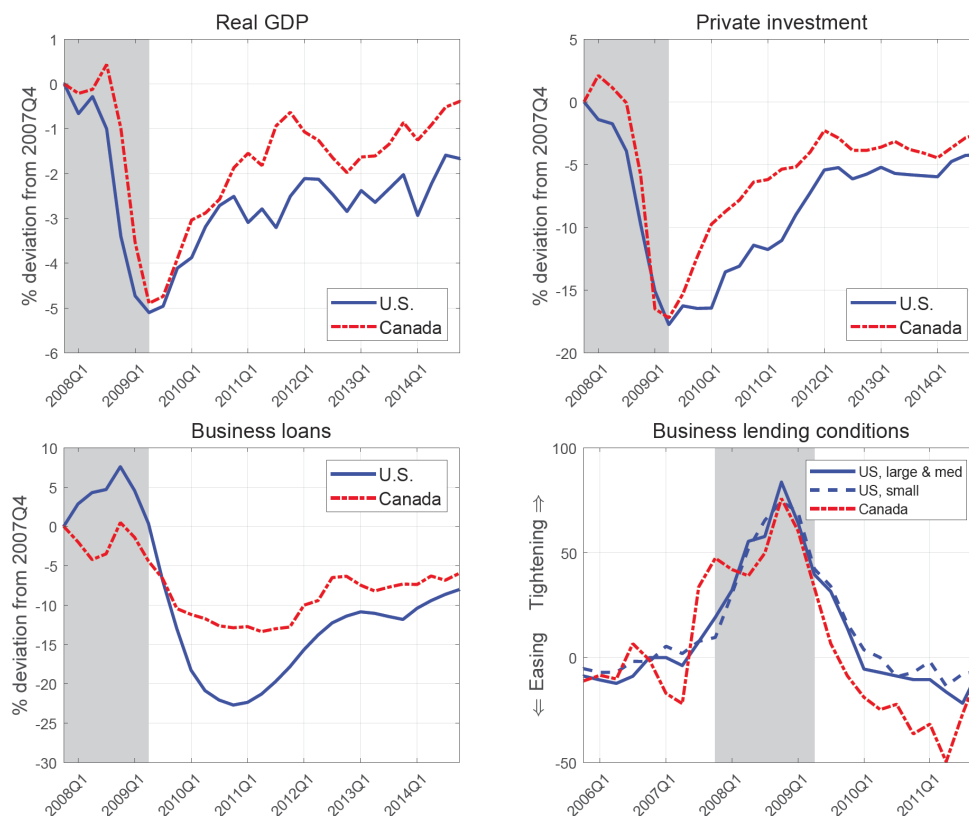 Real GDP
% deviation from 2007Q4
1
0
-1
-2
-3
-4
-5
-6
U.S.
Canada
2008Q1
2009Q1
2010Q1
2011Q1
2012Q1
2013Q1
2014Q1
Private investment
% deviation from 2007Q4
5
0
-5
-10
-15
-20
U.S.
Canada
2008Q1
2009Q1
2010Q1
2011Q1
2012Q1
2013Q1
2014Q1
Business loans
% deviation from 2007Q4
10
5
0
-5
-10
-15
-20
-25
-30
U.S.
Canada
2008Q1
2009Q1
2010Q1
2011Q1
2012Q1
2013Q1
2014Q1
Business lending conditions
⇐ Easing Tightening ⇒
100
50
0
-50
US, large & med
US, small
Canada
2006Q1
2007Q1
2008Q1
2009Q1
2010Q1
2011Q1